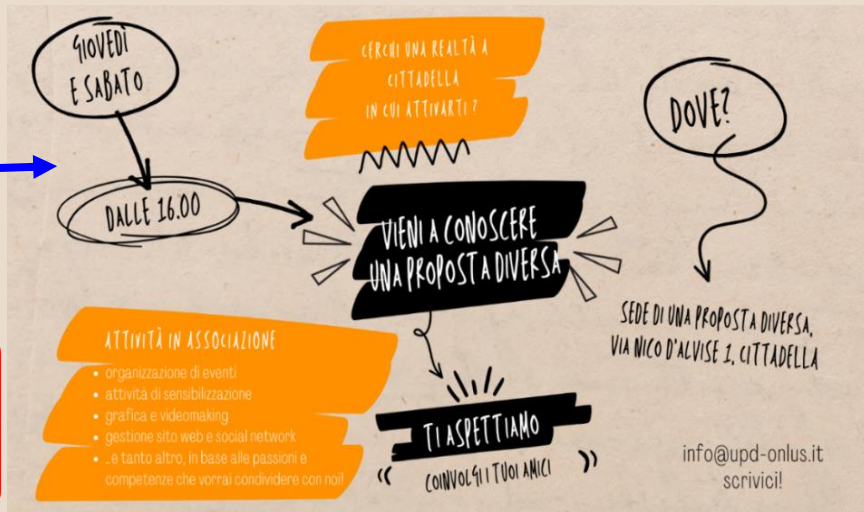 GIOVEDÌ
E SABATO
DALLE 16.00
CERCHI UNA REALTÀ A
CITTADELLA
IN CUI ATTIVARTI ?
VIENI A CONOSCERE
UNA PROPOSTA DIVERSA
DOVE?
SEDE DI UNA PROPOSTA DIVERSA,
VIA NICO D'ALVISE 1, CITTADELLA
ATTIVITÀ IN ASSOCIAZIONE
• organizzazione di eventi
• attività di sensibilizzazione
• grafica e videomaking
• gestione sito web e social network
• ..e tanto altro, in base alle passioni e
competenze che vorrai condividere con noi!
TI ASPETTIAMO
COINVOLGI I TUOI AMICI
info@upd-onlus.it
scrivici!